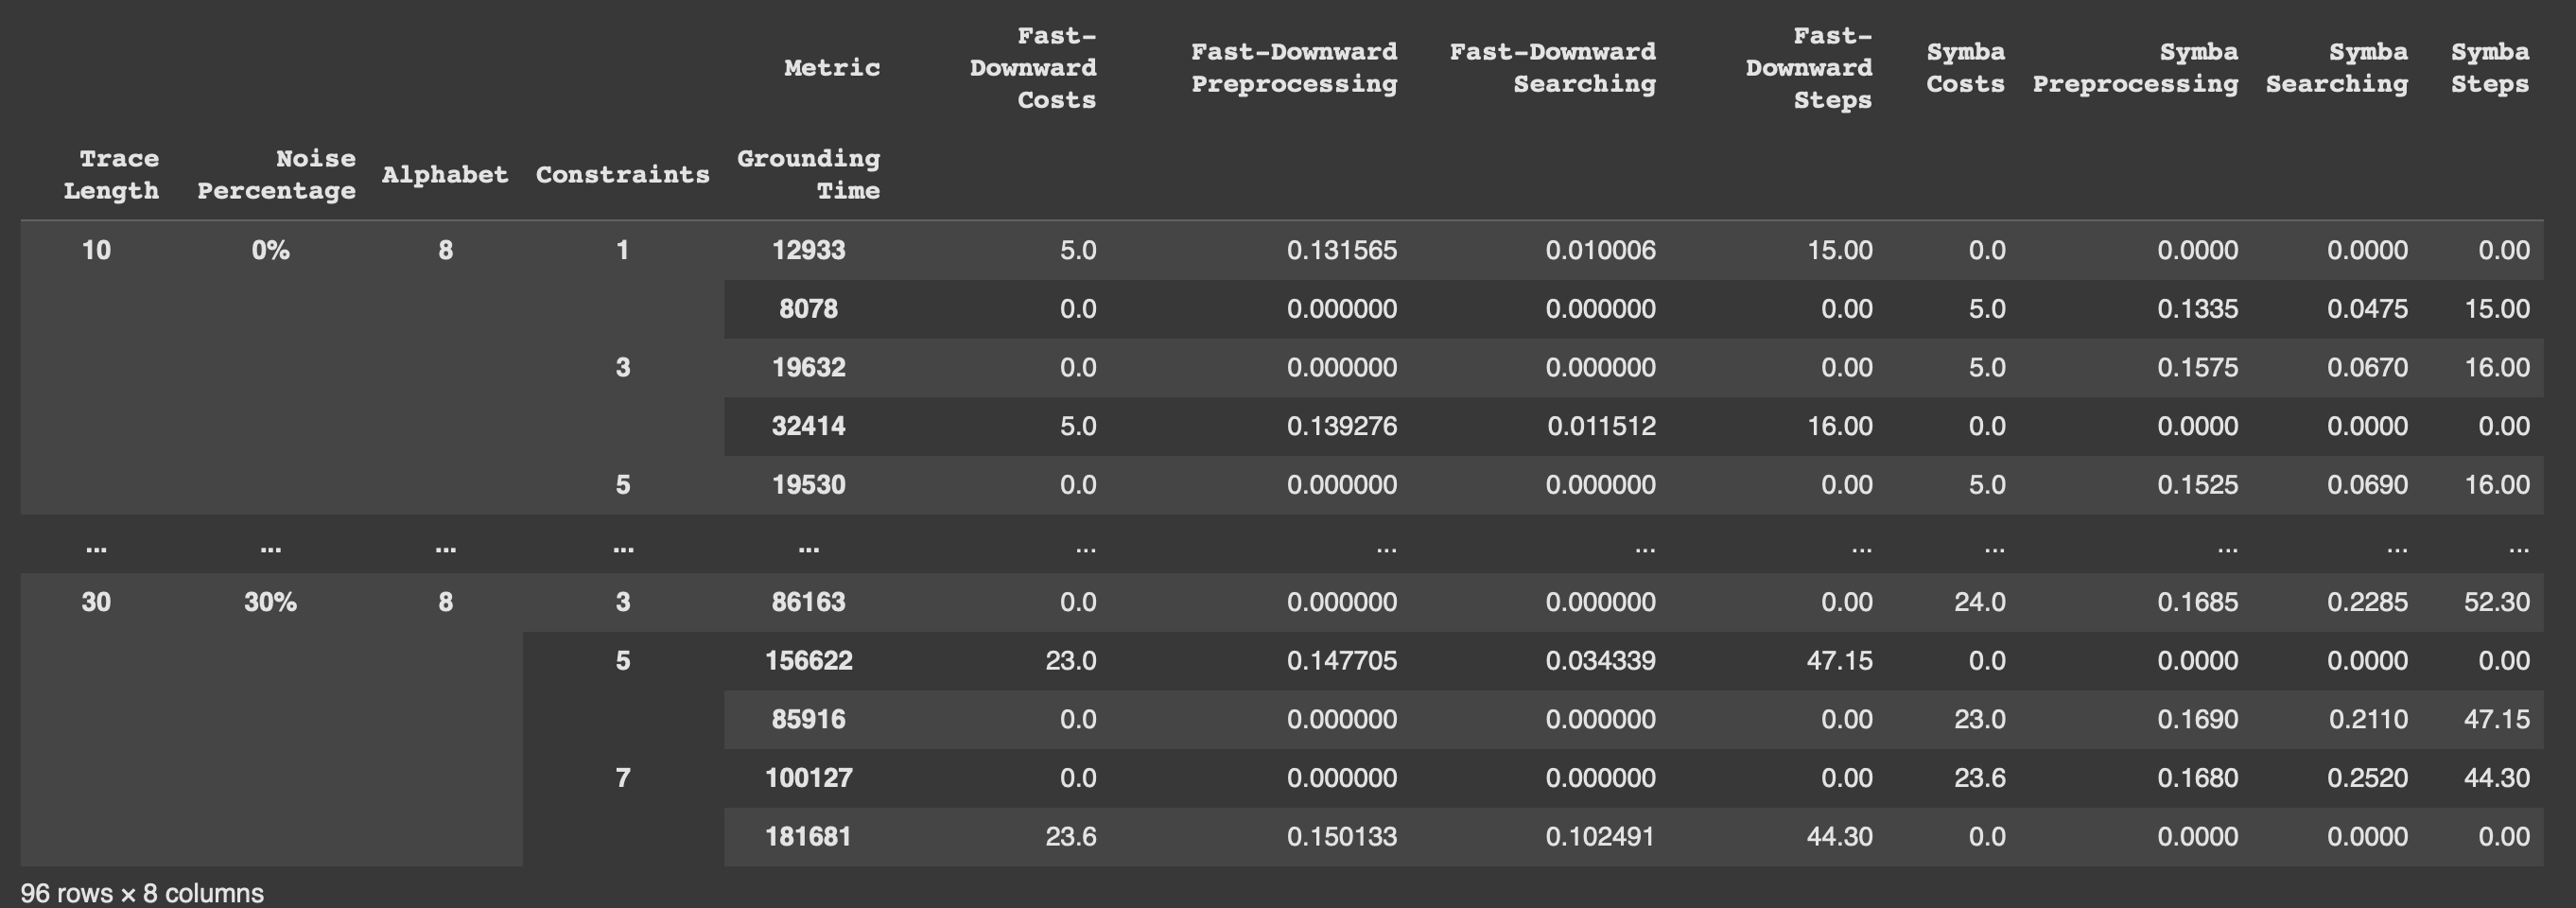 Metric Fast-Downward Costs Fast-Downward Preprocessing Fast-Downward Searching Fast-Downward Steps Symba Costs Symba Preprocessing Symba Searching Symba Steps
Trace Length Noise Percentage Alphabet Constraints Grounding Time
10 0% 8 1 12933 5.0 0.131565 0.010006 15.00 0.0 0.0000 0.0000 0.00
8078 0.0 0.000000 0.000000 0.00 5.0 0.1335 0.0475 15.00
3 19632 0.0 0.000000 0.000000 0.00 5.0 0.1575 0.0670 16.00
32414 5.0 0.139276 0.011512 16.00 0.0 0.0000 0.0000 0.00
5 19530 0.0 0.000000 0.000000 0.00 5.0 0.1525 0.0690 16.00
... ... ... ... ... ... ... ... ... ... ... ... ...
30 30% 8 3 86163 0.0 0.000000 0.000000 0.00 24.0 0.1685 0.2285 52.30
5 156622 23.0 0.147705 0.034339 47.15 0.0 0.0000 0.0000 0.00
85916 0.0 0.000000 0.000000 0.00 23.0 0.1690 0.2110 47.15
7 100127 0.0 0.000000 0.000000 0.00 23.6 0.1680 0.2520 44.30
181681 23.6 0.150133 0.102491 44.30 0.0 0.0000 0.0000 0.00
96 rows × 8 columns